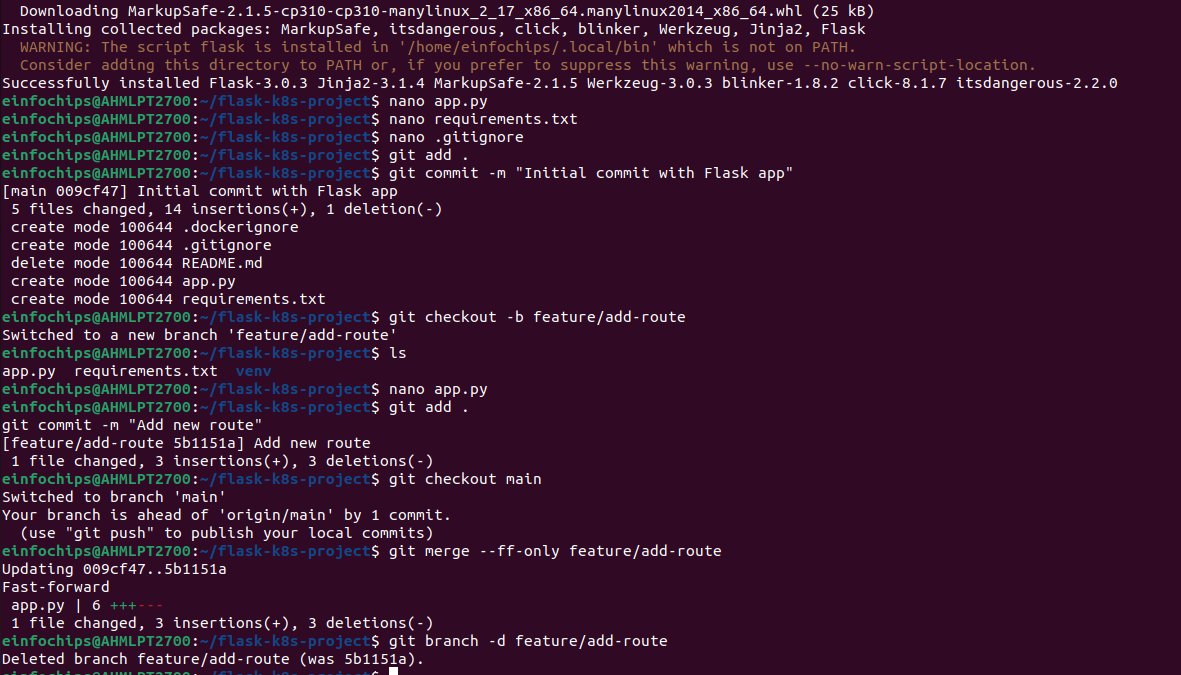 Downloading MarkupSafe-2.1.5-cp310-cp310-manylinux_2_17_x86_64.manylinux2014_x86_64.whl (25 kB)
Installing collected packages: MarkupSafe, itsdangerous, click, blinker, Werkzeug, Jinja2, Flask
  WARNING: The script flask is installed in '/home/einfochips/.local/bin' which is not on PATH.
  Consider adding this directory to PATH or, if you prefer to suppress this warning, use --no-warn-script-location.
Successfully installed Flask-3.0.3 Jinja2-3.1.4 MarkupSafe-2.1.5 Werkzeug-3.0.3 blinker-1.8.2 click-8.1.7 itsdangerous-2.2.0
einfochips@AHMLPT2700:~/flask-k8s-project$ nano app.py
einfochips@AHMLPT2700:~/flask-k8s-project$ nano requirements.txt
einfochips@AHMLPT2700:~/flask-k8s-project$ nano .gitignore
einfochips@AHMLPT2700:~/flask-k8s-project$ git add .
einfochips@AHMLPT2700:~/flask-k8s-project$ git commit -m "Initial commit with Flask app"
[main 009cf47] Initial commit with Flask app
 5 files changed, 14 insertions(+), 1 deletion(-)
 create mode 100644 .dockerignore
 create mode 100644 .gitignore
 delete mode 100644 README.md
 create mode 100644 app.py
 create mode 100644 requirements.txt
einfochips@AHMLPT2700:~/flask-k8s-project$ git checkout -b feature/add-route
Switched to a new branch 'feature/add-route'
einfochips@AHMLPT2700:~/flask-k8s-project$ ls
app.py  requirements.txt  venv
einfochips@AHMLPT2700:~/flask-k8s-project$ nano app.py
einfochips@AHMLPT2700:~/flask-k8s-project$ git add .
git commit -m "Add new route"
[feature/add-route 5b1151a] Add new route
 1 file changed, 3 insertions(+), 3 deletions(-)
einfochips@AHMLPT2700:~/flask-k8s-project$ git checkout main
Switched to branch 'main'
Your branch is ahead of 'origin/main' by 1 commit.
  (use "git push" to publish your local commits)
einfochips@AHMLPT2700:~/flask-k8s-project$ git merge --ff-only feature/add-route
Updating 009cf47..5b1151a
Fast-forward
 app.py | 6 +++---
 1 file changed, 3 insertions(+), 3 deletions(-)
einfochips@AHMLPT2700:~/flask-k8s-project$ git branch -d feature/add-route
Deleted branch feature/add-route (was 5b1151a).
einfochips@AHMLPT2700:~/flask-k8s-project$